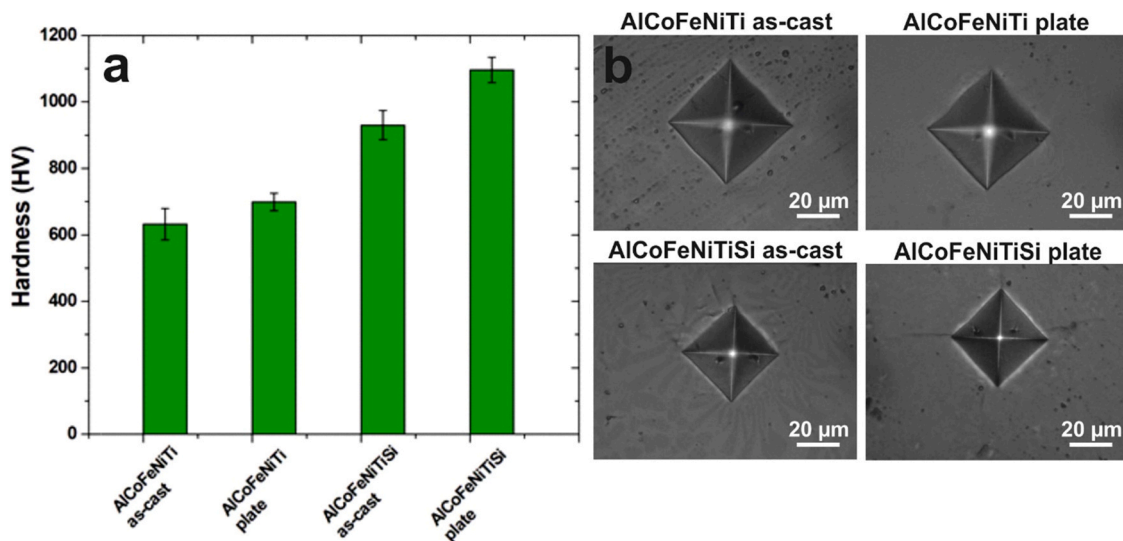 a
1200
1000
800
600
400
200
0
Hardness (HV)
AlCoFeNiTi
as-cast
AlCoFeNiTi
plate
AlCoFeNiTiSi
as-cast
AlCoFeNiTiSi
plate
b
AlCoFeNiTi as-cast
20 µm
AlCoFeNiTi plate
20 µm
AlCoFeNiTiSi as-cast
20 µm
AlCoFeNiTiSi plate
20 µm